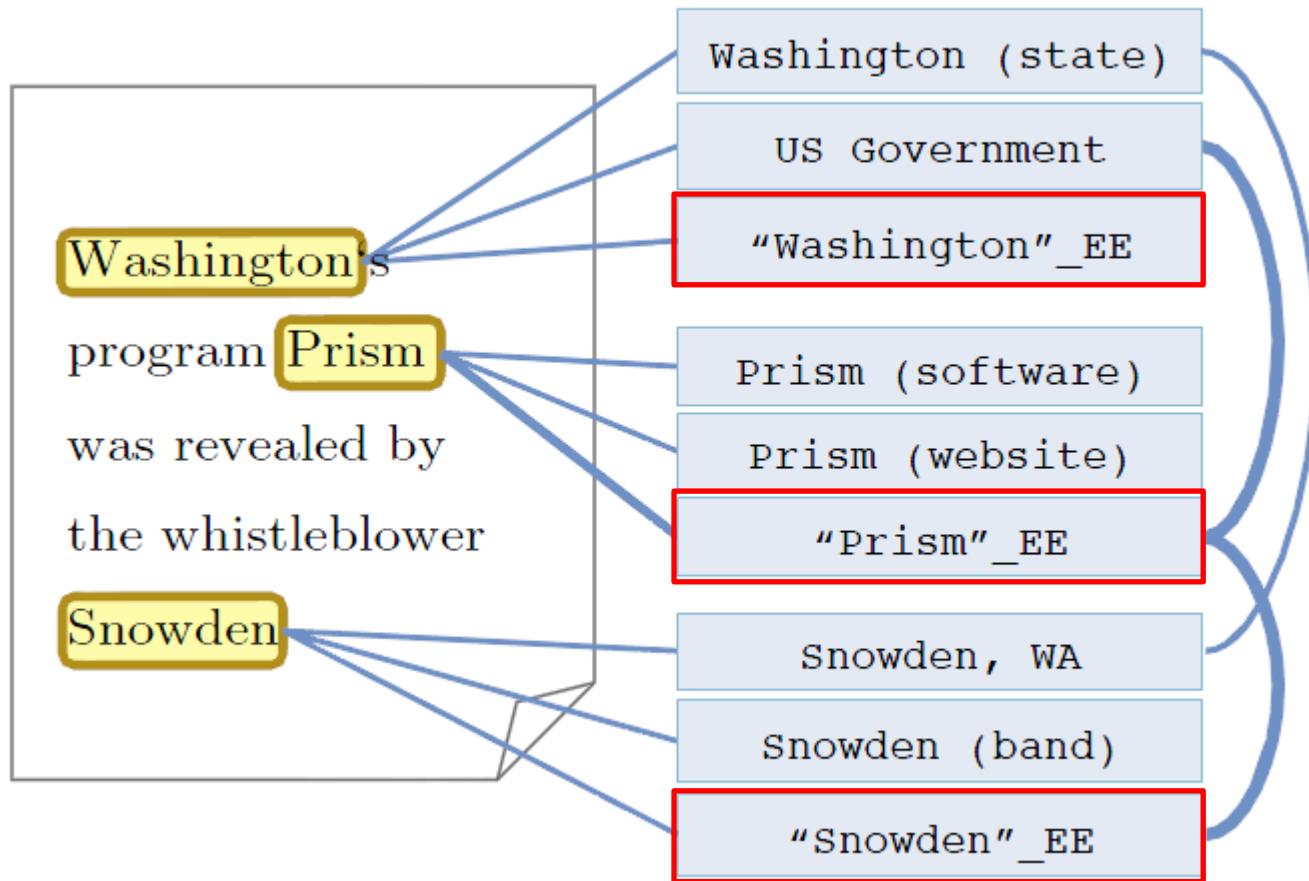 Washington‘s
program Prism
was revealed by
the whistleblower
Snowden
Washington (state)
US Government
“Washington”_EE
Prism (software)
Prism (website)
“Prism”_EE
Snowden, WA
Snowden (band)
“Snowden”_EE